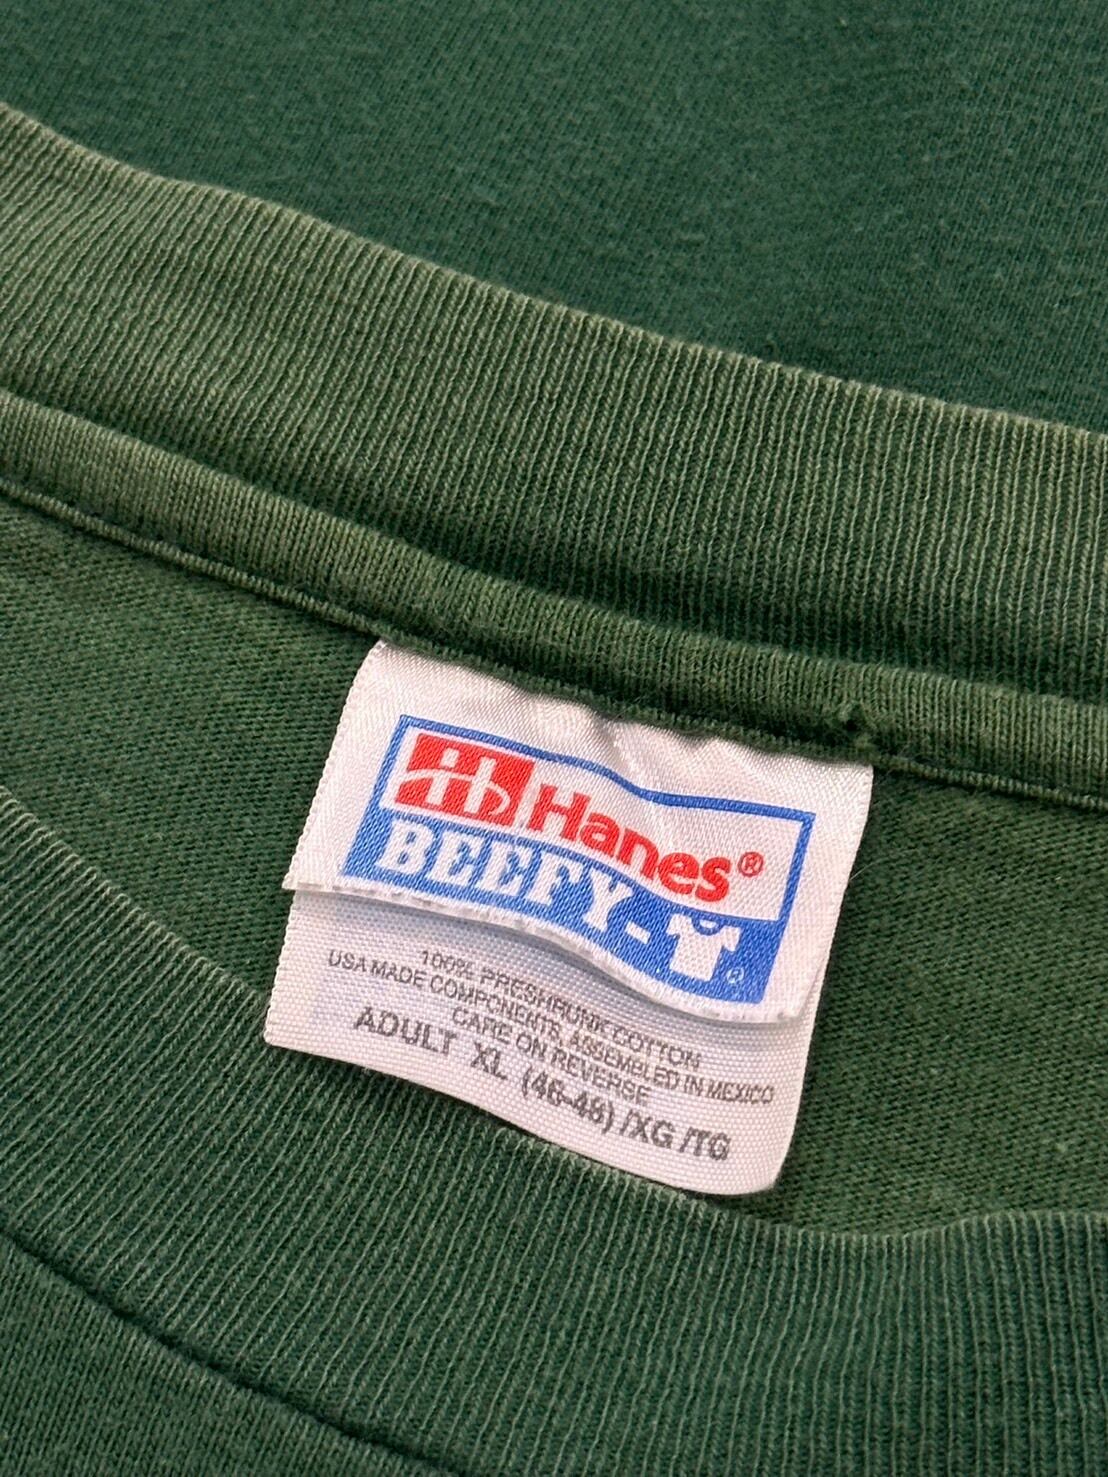 Hanes®
BEEFY-T®
100% PRESHRUNK COTTON
USA MADE COMPONENTS, ASSEMBLED IN MEXICO
CARE ON REVERSE
ADULT XL (46-48) /XG /TG